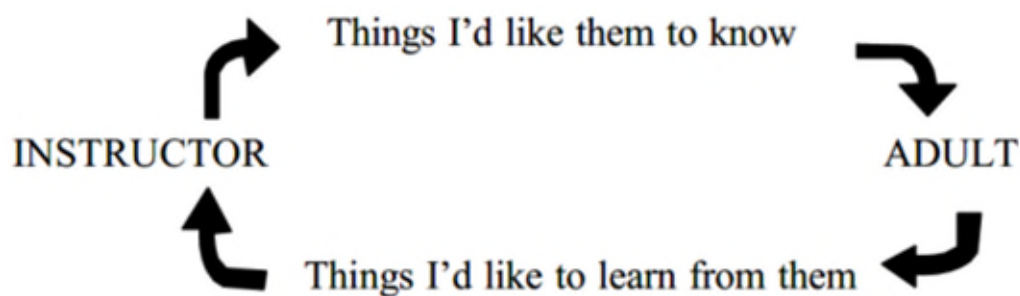 Things I'd like them to know
INSTRUCTOR
ADULT
Things I'd like to learn from them